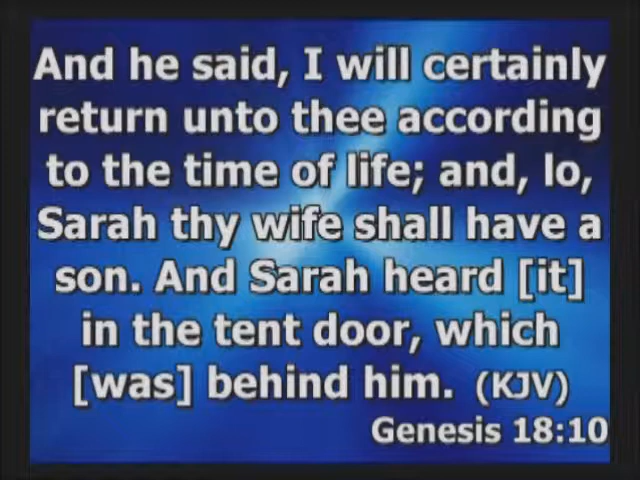 And he said, I will certainly
return unto thee according
to the time of life; and, lo,
Sarah thy wife shall have a
son. And Sarah heard [it]
in the tent door, which
[was] behind him. (KJV)
Genesis 18:10